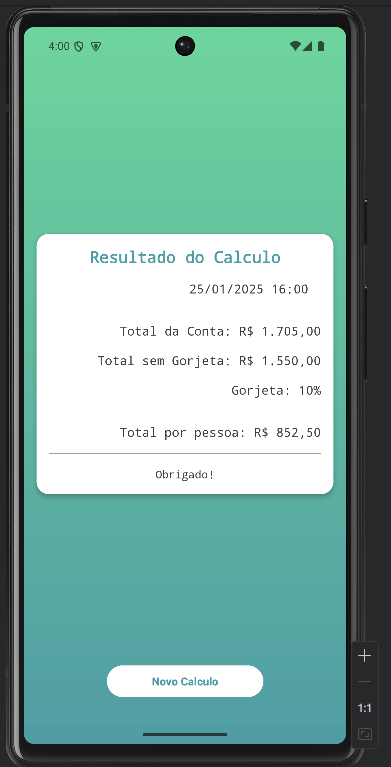 4:00
Resultado do Calculo
25/01/2025 16:00
Total da Conta: R$ 1.705,00
Total sem Gorjeta: R$ 1.550,00
Gorjeta: 10%
Total por pessoa: R$ 852,50
Obrigado!
Novo Calculo
1:1